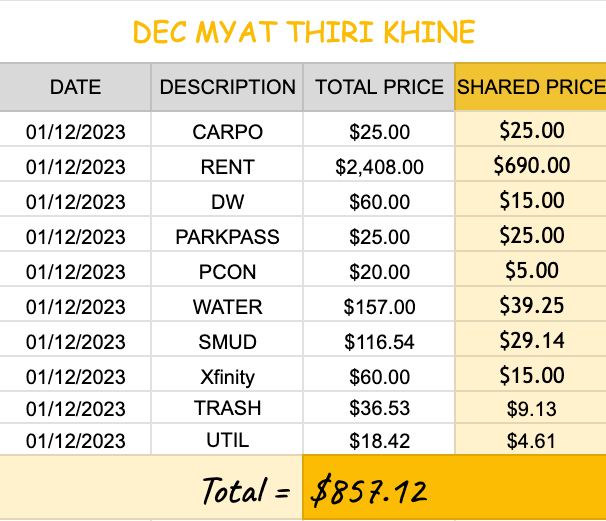 DEC MYAT THIRI KHINE
DATE DESCRIPTION TOTAL PRICE SHARED PRICE
01/12/2023 CARPO $25.00 $25.00
01/12/2023 RENT $2,408.00 $690.00
01/12/2023 DW $60.00 $15.00
01/12/2023 PARKPASS $25.00 $25.00
01/12/2023 PCON $20.00 $5.00
01/12/2023 WATER $157.00 $39.25
01/12/2023 SMUD $116.54 $29.14
01/12/2023 Xfinity $60.00 $15.00
01/12/2023 TRASH $36.53 $9.13
01/12/2023 UTIL $18.42 $4.61
Total = $857.12